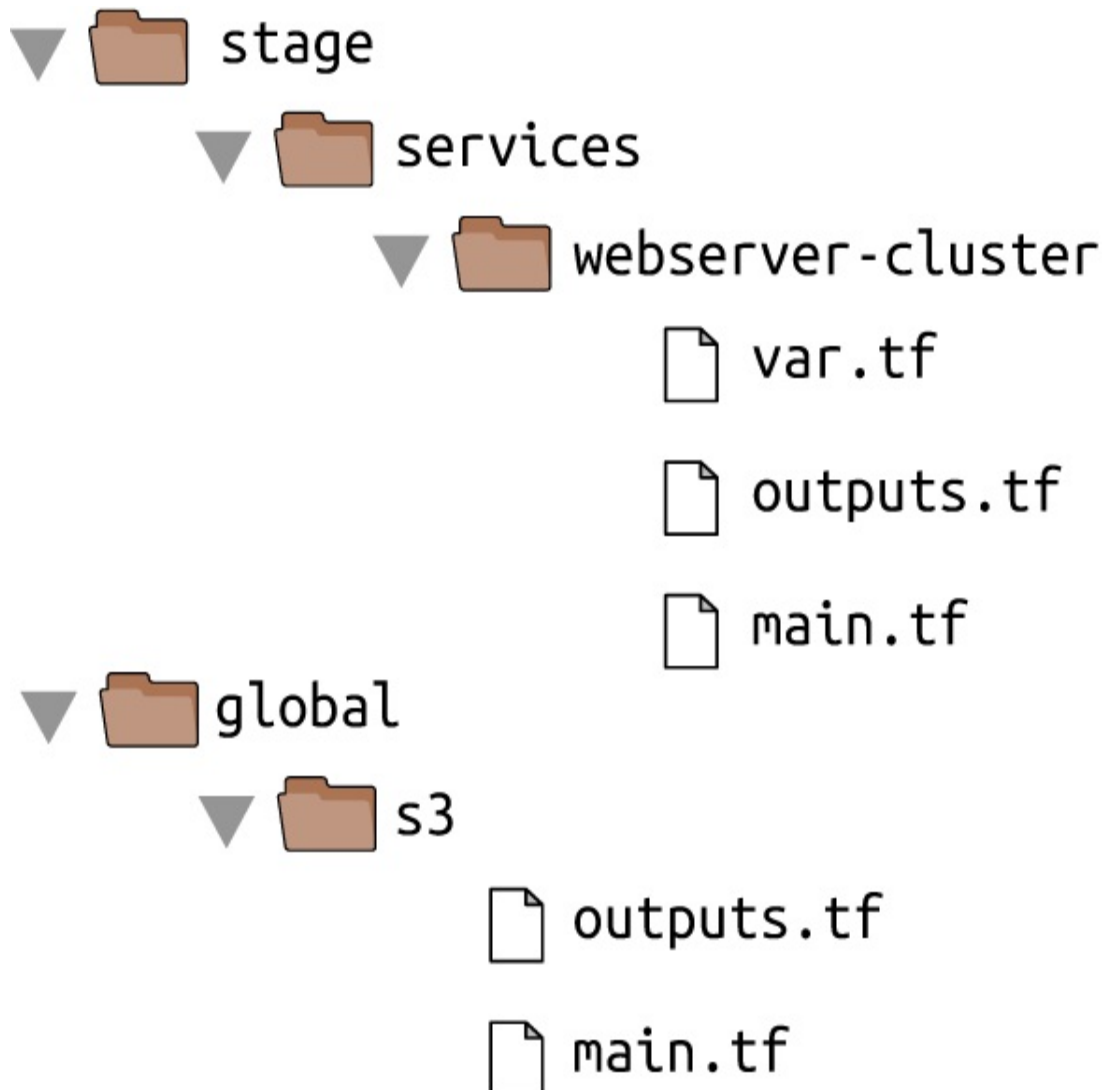 stage
services
webserver-cluster
var.tf
outputs.tf
main.tf
global
s3
outputs.tf
main.tf